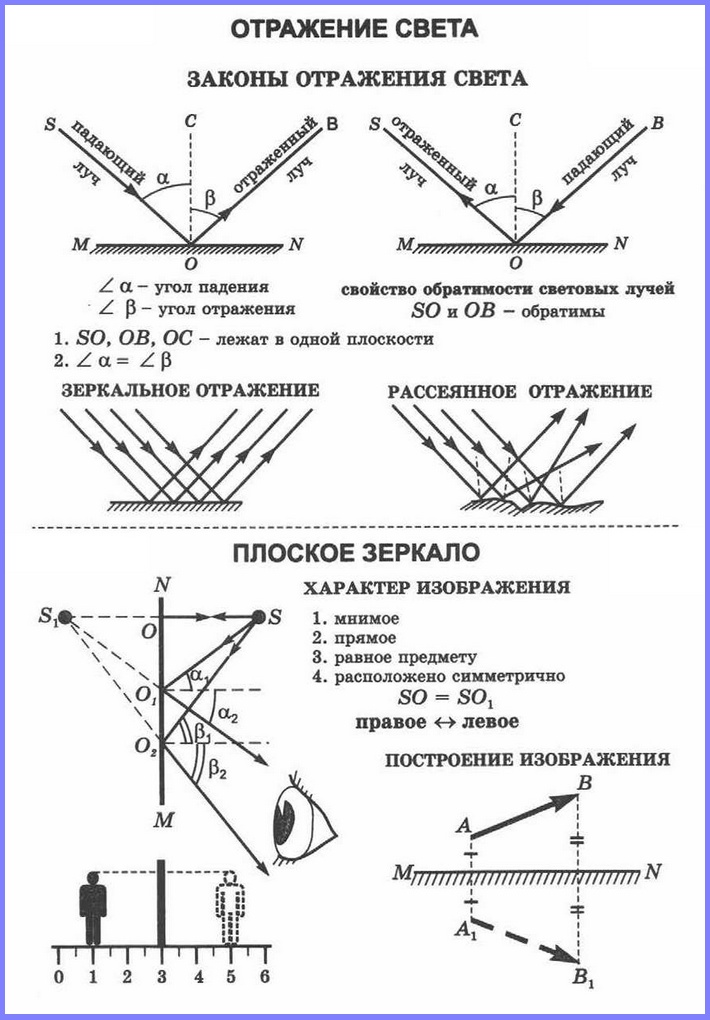 ОТРАЖЕНИЕ СВЕТА
ЗАКОНЫ ОТРАЖЕНИЯ СВЕТА
S
падающий
луч
C
отраженный
луч
B
α
β
M
N
O
S
отраженный
луч
C
падающий
луч
B
α
β
M
N
O
∠ α – угол падения
∠ β – угол отражения
свойство обратимости световых лучей
SO и OB – обратимы
1. SO, OB, OC – лежат в одной плоскости
2. ∠ α = ∠ β
ЗЕРКАЛЬНОЕ ОТРАЖЕНИЕ
РАССЕЯННОЕ ОТРАЖЕНИЕ
ПЛОСКОЕ ЗЕРКАЛО
N
S₁
O
S
O₁
α₁
α₂
O₂
β₁
β₂
M
ХАРАКТЕР ИЗОБРАЖЕНИЯ
1. мнимое
2. прямое
3. равное предмету
4. расположено симметрично
SO = SO₁
правое ↔ левое
ПОСТРОЕНИЕ ИЗОБРАЖЕНИЯ
B
A
M
N
A₁
B₁
0 1 2 3 4 5 6